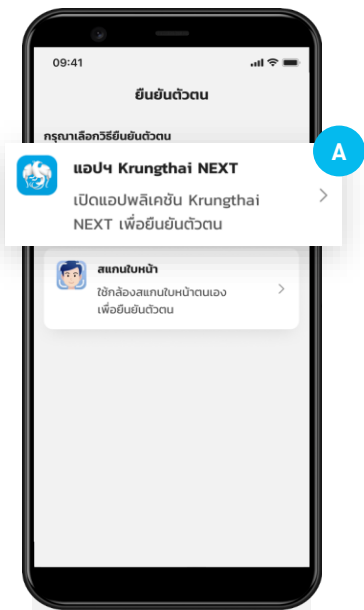 09:41
ยืนยันตัวตน
กรุณาเลือกวิธียืนยันตัวตน
A
แอปฯ Krungthai NEXT
เปิดแอปพลิเคชัน Krungthai
NEXT เพื่อยืนยันตัวตน
สแกนใบหน้า
ใช้กล้องสแกนใบหน้าตนเอง
เพื่อยืนยันตัวตน